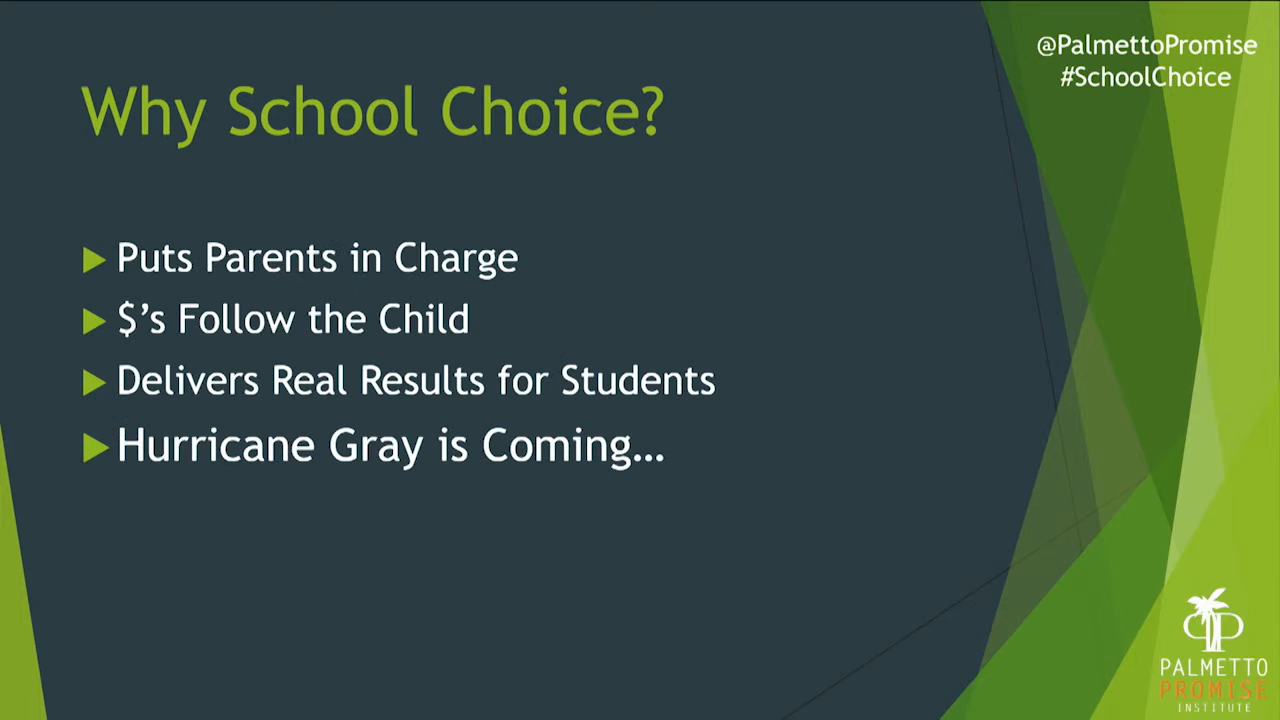 @PalmettoPromise
#SchoolChoice
Why School Choice?
Puts Parents in Charge
$’s Follow the Child
Delivers Real Results for Students
Hurricane Gray is Coming…
PALMETTO
PROMISE
INSTITUTE